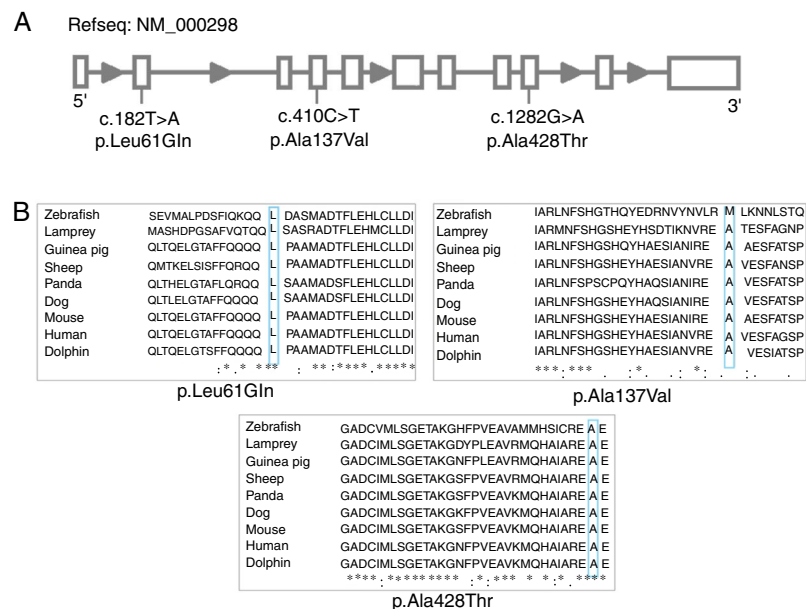 A
Refseq: NM_000298
5'
3'
c.182T>A
p.Leu61Gln
c.410C>T
p.Ala137Val
c.1282G>A
p.Ala428Thr
B
Zebrafish SEVMALPDSFIQKQQ L DASMADTFLEHLCLLDI
Lamprey MASHDPGSAFVQTQQ L SASRADTFLEHMCLLDI
Guinea pig QLTQELGTAFFQQQQ L PAAMADTFLEHLCLLDI
Sheep QMTKELSISFFQRQQ L PAAMADTFLEHLCLLDI
Panda QLTHELGTAFLQRQQ L SAAMADSFLEHLCLLDI
Dog QLTLELGTAFFQQQQ L SAAMADTFLEHLCLLDI
Mouse QLTQELGTAFFQQQQ L PAAMADTFLEHLCLLDI
Human QLTQELGTAFFQRQQ L PAAMADTFLEHLCLLDI
Dolphin QLTQELGTSFFQQQQ L PAAMADTFLEHLCLLDI
:*.* *** : .**.:****.*****
p.Leu61Gln
Zebrafish IARLNFSHGTHQYEDRNVYNVLR M LKNNLSTQ
Lamprey IARMNFSHGSHEYHSDTIKNVRE A TESFAGNP
Guinea pig IARLNFSHGSHQYHAESIANIRE A AESFATSP
Sheep IARLNFSHGSHEYHAESIANVRE A VESFANSP
Panda IARLNFSPSCPQYHAQSIANIRE A VESFATSP
Dog IARLNFSHGSHEYHAQSIANIRE A VESFATSP
Mouse IARLNFSHGSHEYHAESIANIRE A AESFATSP
Human IARLNFSHGSHEYHAESIANVRE A VESFAGSP
Dolphin IARLNFSHGSHEYHAESIANVRE A VESIATSP
***:*** .: :*: . : . .
p.Ala137Val
Zebrafish GADCVMLSGETAKGHFPVEAVAMMHSICRE A E
Lamprey GADCIMLSGETAKGDYPLEAVRMQHAIARE A E
Guinea pig GADCIMLSGETAKGNFPLEAVRMQHAIARE A E
Sheep GADCIMLSGETAKGSFPVEAVKMQHAIARE A E
Panda GADCIMLSGETAKGSFPVEAVKMQHAIARE A E
Dog GADCIMLSGETAKGKFPVEAVKMQHAIARE A E
Mouse GADCIMLSGETAKGSFPVEAVKMQHAIARE A E
Human GADCIMLSGETAKGNFPVEAVKMQHAIARE A E
Dolphin GADCIMLSGETAKGNFPVEAVKMQHAIARE A E
****:********* :*:*** * *:*.****
p.Ala428Thr